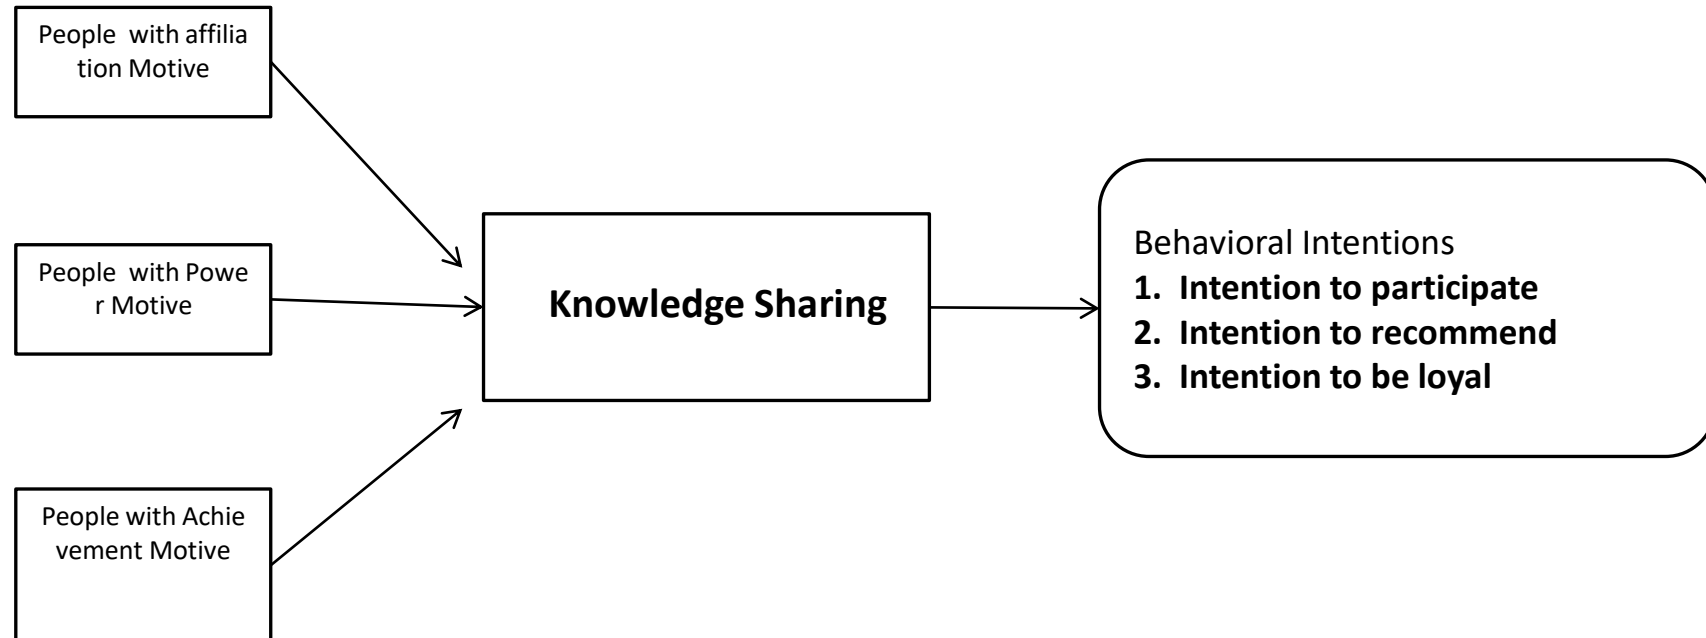 People  with affilia
tion Motive
People  with Powe
r Motive
People with Achie
vement Motive
Knowledge Sharing
Behavioral Intentions
1. Intention to participate
2. Intention to recommend
3. Intention to be loyal